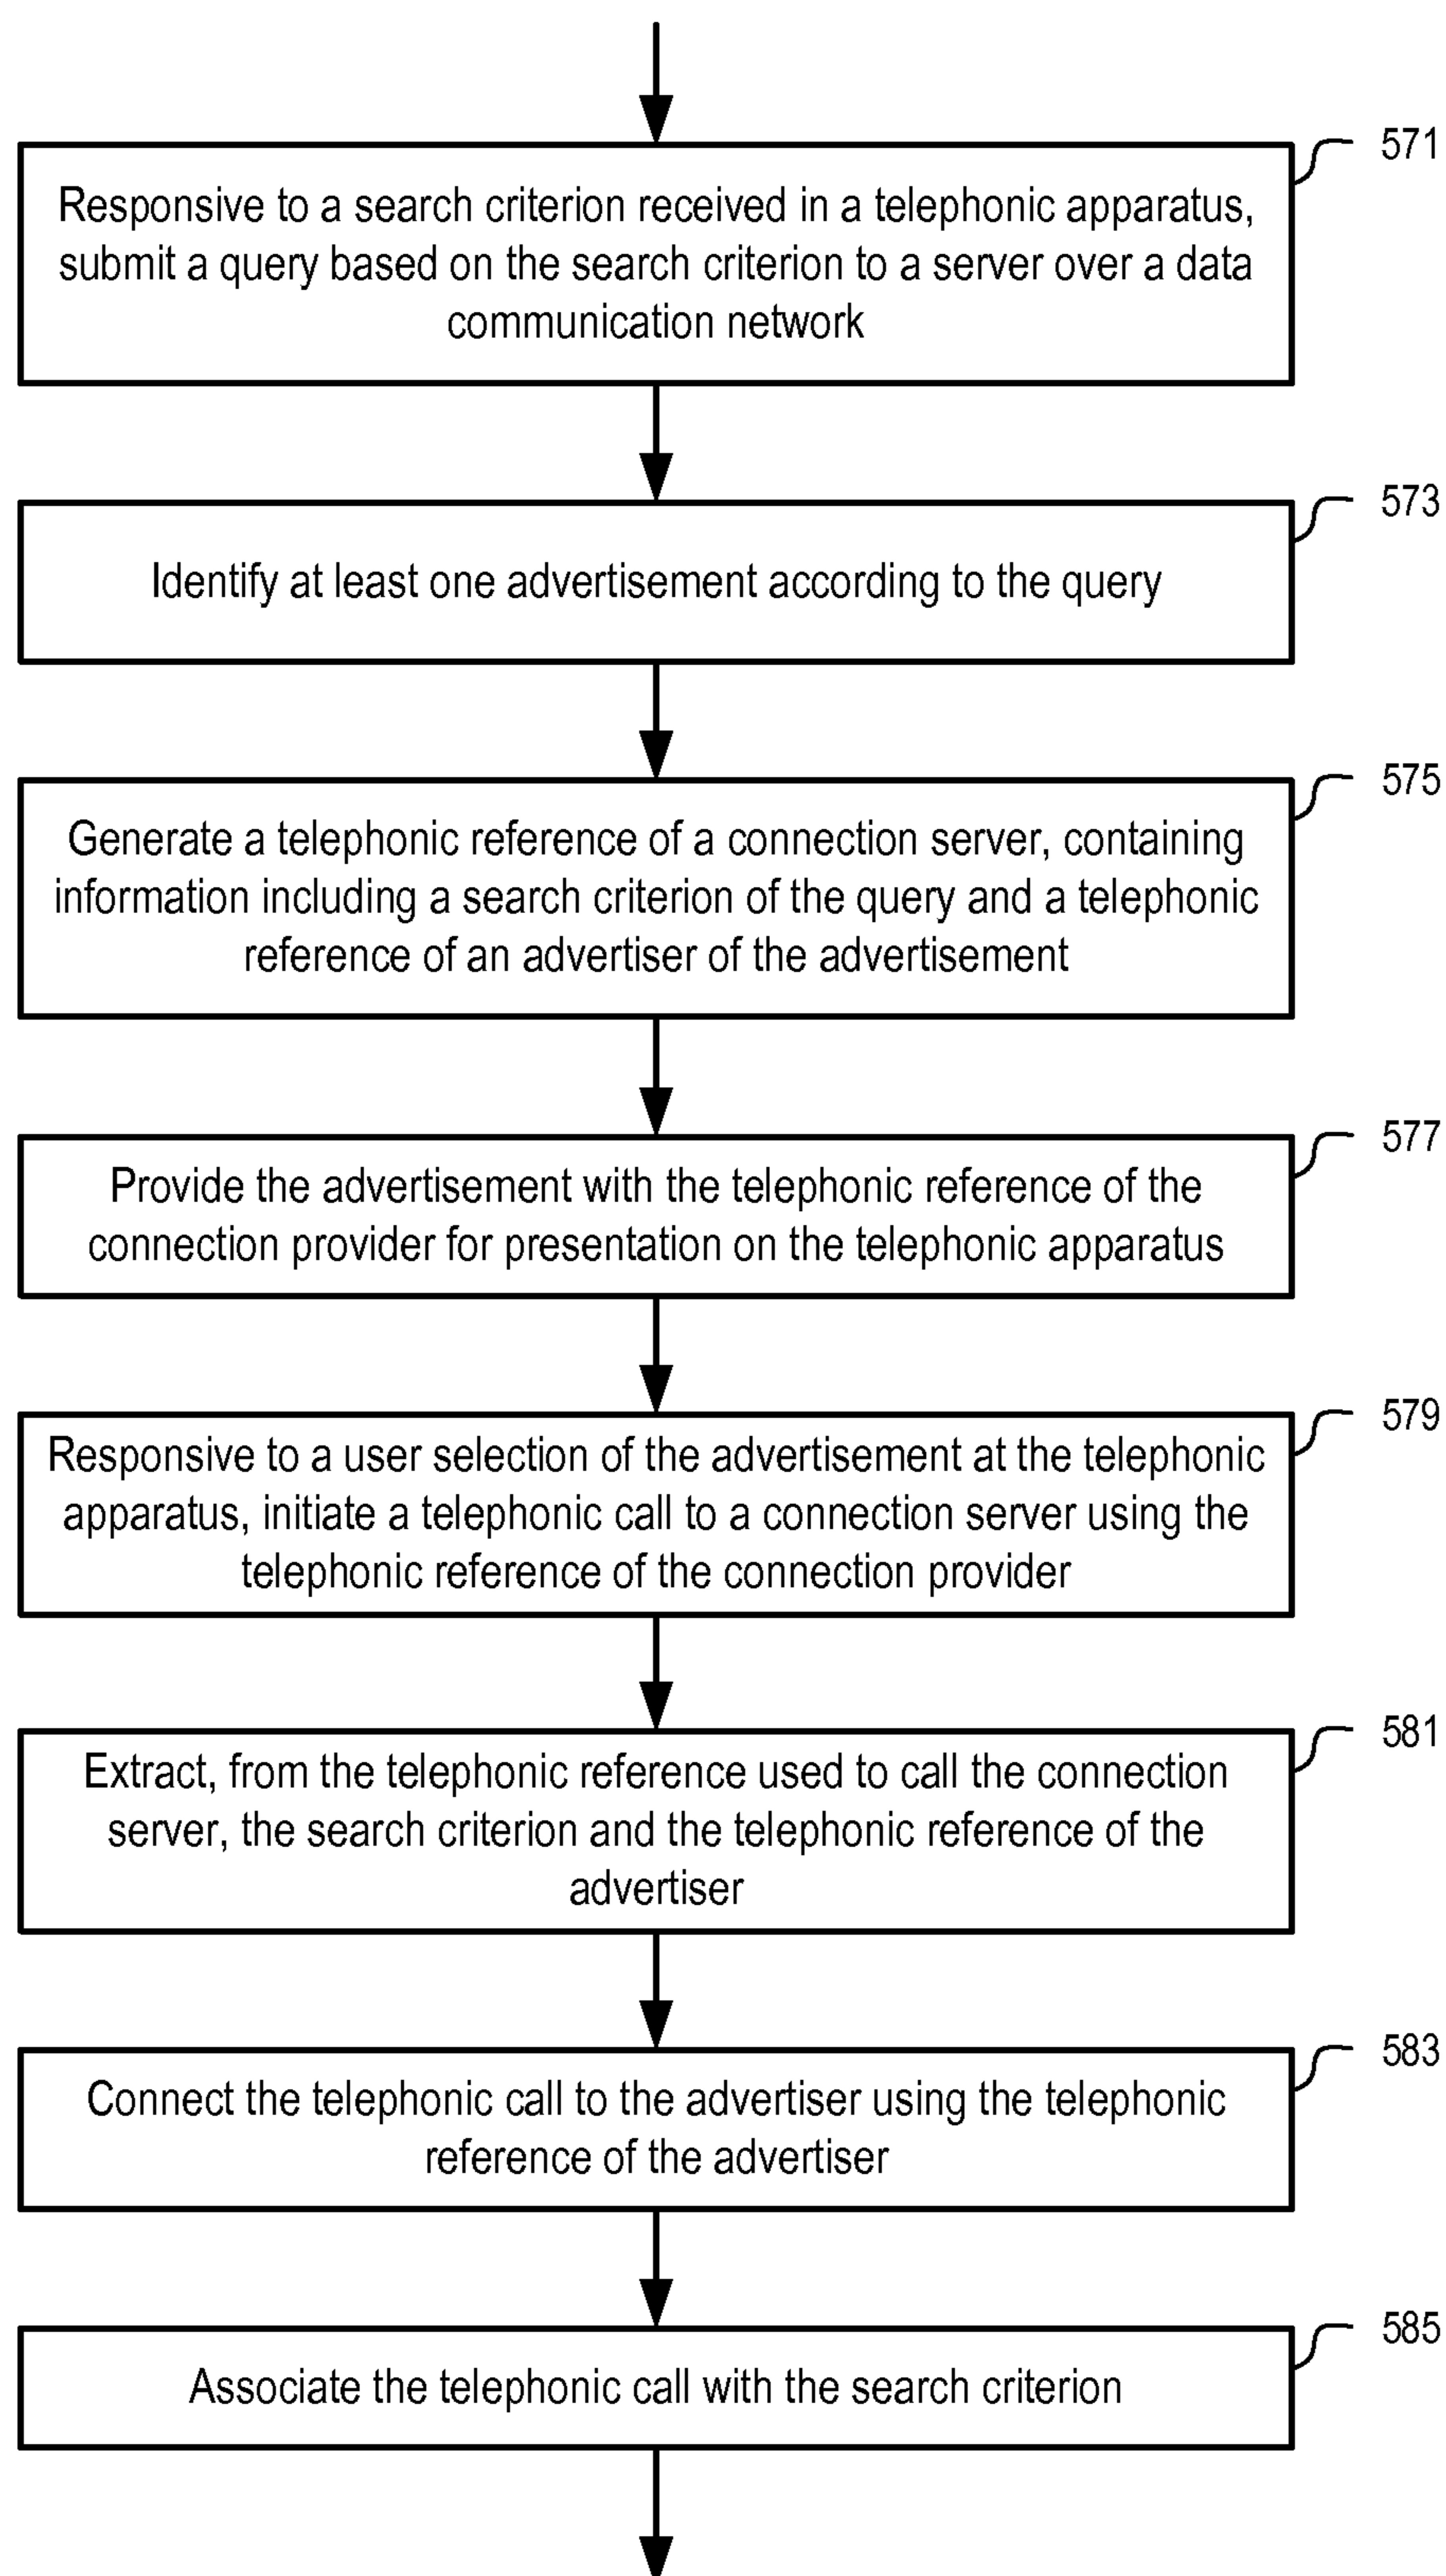 571
Responsive to a search criterion received in a telephonic apparatus,
submit a query based on the search criterion to a server over a data
communication network
573
Identify at least one advertisement according to the query
575
Generate a telephonic reference of a connection server, containing
information including a search criterion of the query and a telephonic
reference of an advertiser of the advertisement
577
Provide the advertisement with the telephonic reference of the
connection provider for presentation on the telephonic apparatus
579
Responsive to a user selection of the advertisement at the telephonic
apparatus, initiate a telephonic call to a connection server using the
telephonic reference of the connection provider
581
Extract, from the telephonic reference used to call the connection
server, the search criterion and the telephonic reference of the
advertiser
583
Connect the telephonic call to the advertiser using the telephonic
reference of the advertiser
585
Associate the telephonic call with the search criterion